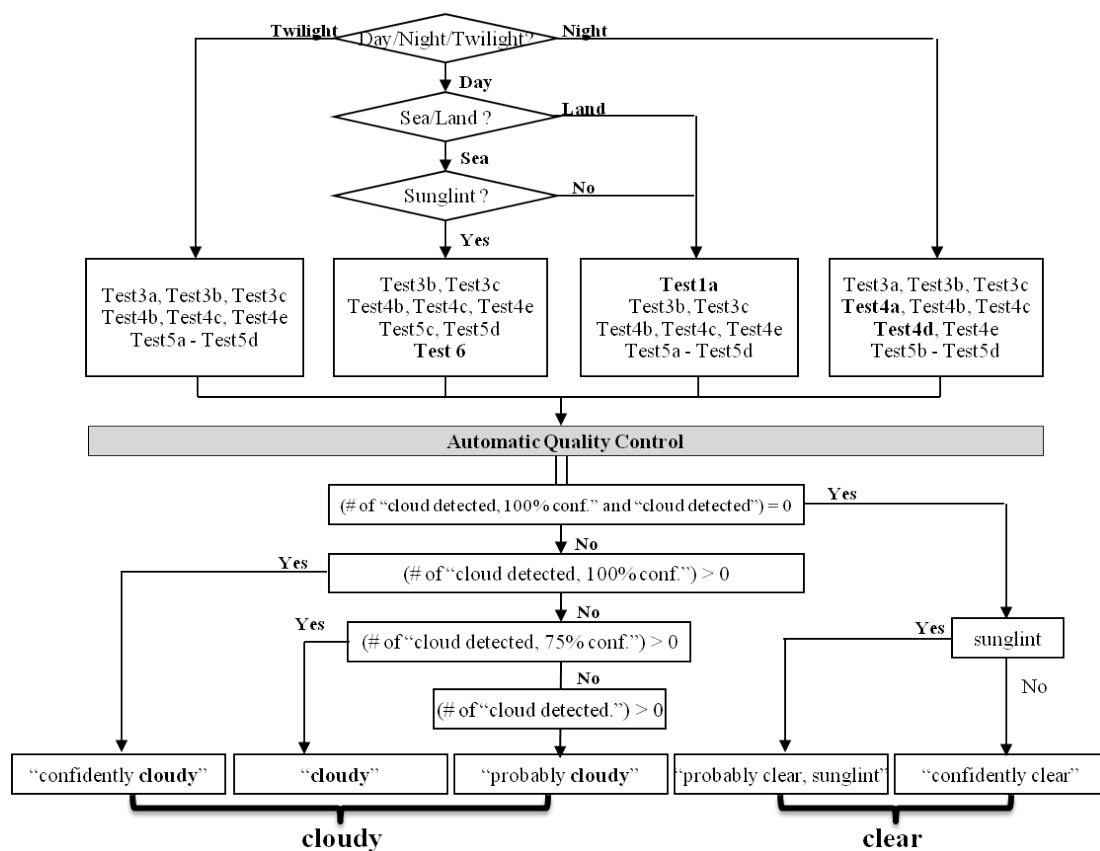 Twilight
Day/Night/Twilight?
Night
Day
Sea/Land ?
Land
Sea
Sunglint ?
No
Yes
Test3a, Test3b, Test3c
Test4b, Test4c, Test4e
Test5a - Test5d
Test3b, Test3c
Test4b, Test4c, Test4e
Test5c, Test5d
Test 6
Test1a
Test3b, Test3c
Test4b, Test4c, Test4e
Test5a - Test5d
Test3a, Test3b, Test3c
Test4a, Test4b, Test4c
Test4d, Test4e
Test5b - Test5d
Automatic Quality Control
(# of “cloud detected, 100% conf.” and “cloud detected”) = 0
Yes
No
Yes
(# of “cloud detected, 100% conf.”) > 0
No
Yes
(# of “cloud detected, 75% conf.”) > 0
Yes
sunglint
No
No
(# of “cloud detected.”) > 0
“confidently cloudy”
“cloudy”
“probably cloudy”
“probably clear, sunglint”
“confidently clear”
cloudy
clear